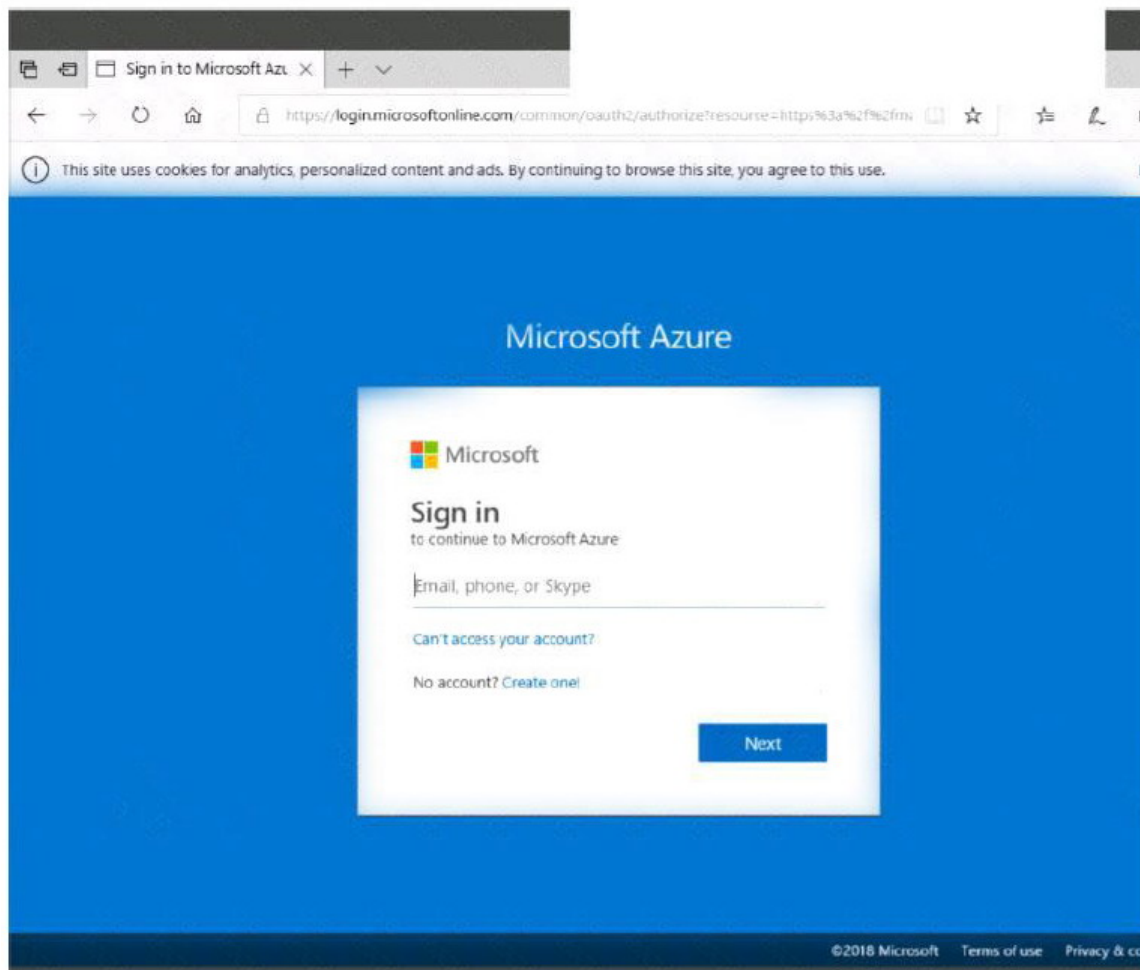 Sign in to Microsoft Azu
https://login.microsoftonline.com/common/oauth2/authorize?resourse=https%3a%2f%2fma
This site uses cookies for analytics, personalized content and ads. By continuing to browse this site, you agree to this use.
Microsoft Azure
Microsoft
Sign in
to continue to Microsoft Azure
Email, phone, or Skype
Can't access your account?
No account? Create one!
Next
©2018 Microsoft Terms of use Privacy & co